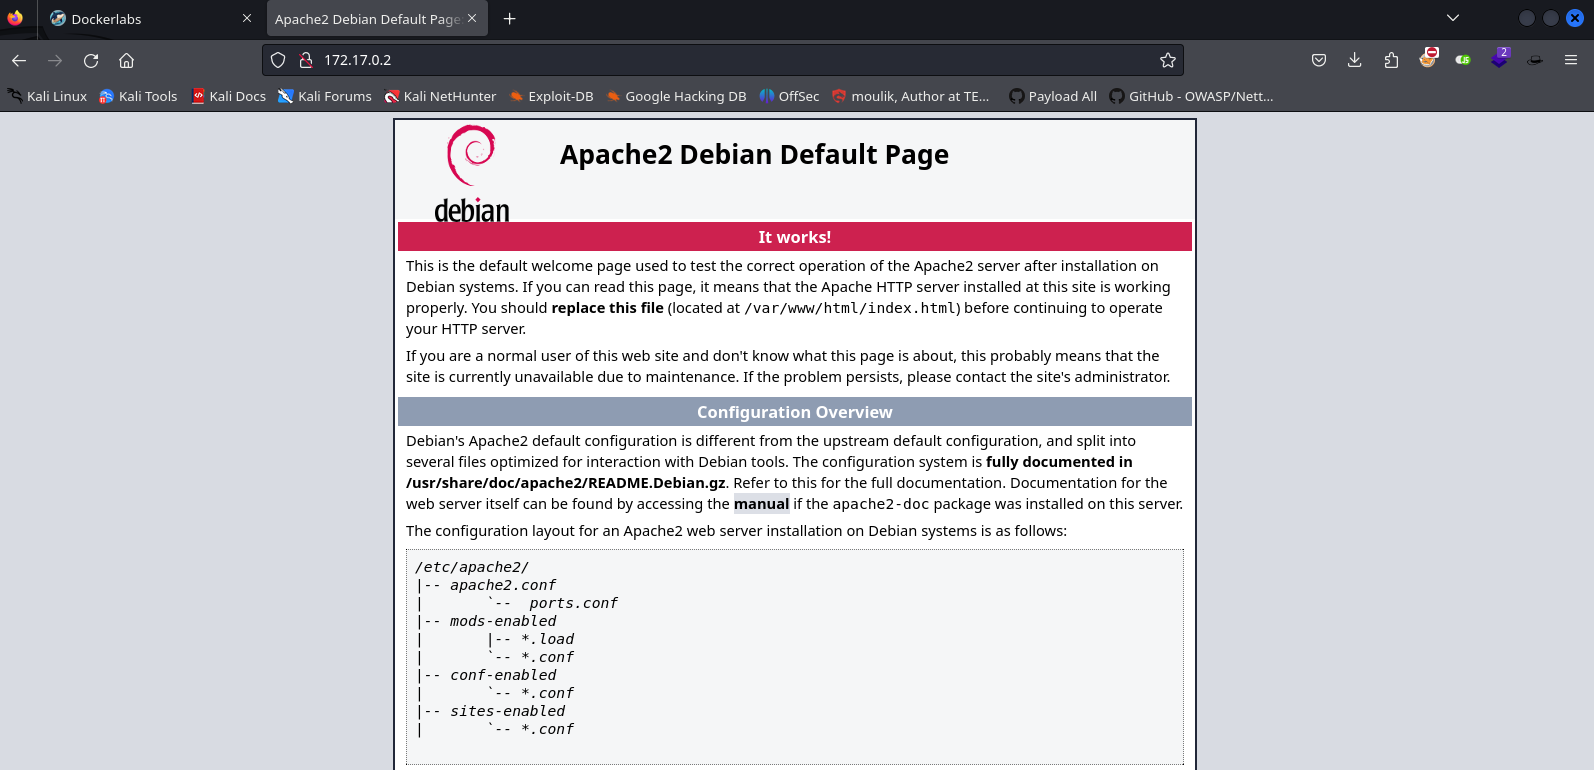 Dockerlabs
Apache2 Debian Default Page
172.17.0.2
2
Kali Linux Kali Tools Kali Docs Kali Forums Kali NetHunter Exploit-DB Google Hacking DB OffSec moulik, Author at TE... Payload All GitHub - OWASP/Nett...
debian
Apache2 Debian Default Page
It works!
This is the default welcome page used to test the correct operation of the Apache2 server after installation on
Debian systems. If you can read this page, it means that the Apache HTTP server installed at this site is working
properly. You should replace this file (located at /var/www/html/index.html) before continuing to operate
your HTTP server.
If you are a normal user of this web site and don't know what this page is about, this probably means that the
site is currently unavailable due to maintenance. If the problem persists, please contact the site's administrator.
Configuration Overview
Debian's Apache2 default configuration is different from the upstream default configuration, and split into
several files optimized for interaction with Debian tools. The configuration system is fully documented in
/usr/share/doc/apache2/README.Debian.gz. Refer to this for the full documentation. Documentation for the
web server itself can be found by accessing the manual if the apache2-doc package was installed on this server.
The configuration layout for an Apache2 web server installation on Debian systems is as follows:
/etc/apache2/
|-- apache2.conf
|       `--  ports.conf
|-- mods-enabled
|       |-- *.load
|       `-- *.conf
|-- conf-enabled
|       `-- *.conf
|-- sites-enabled
|       `-- *.conf